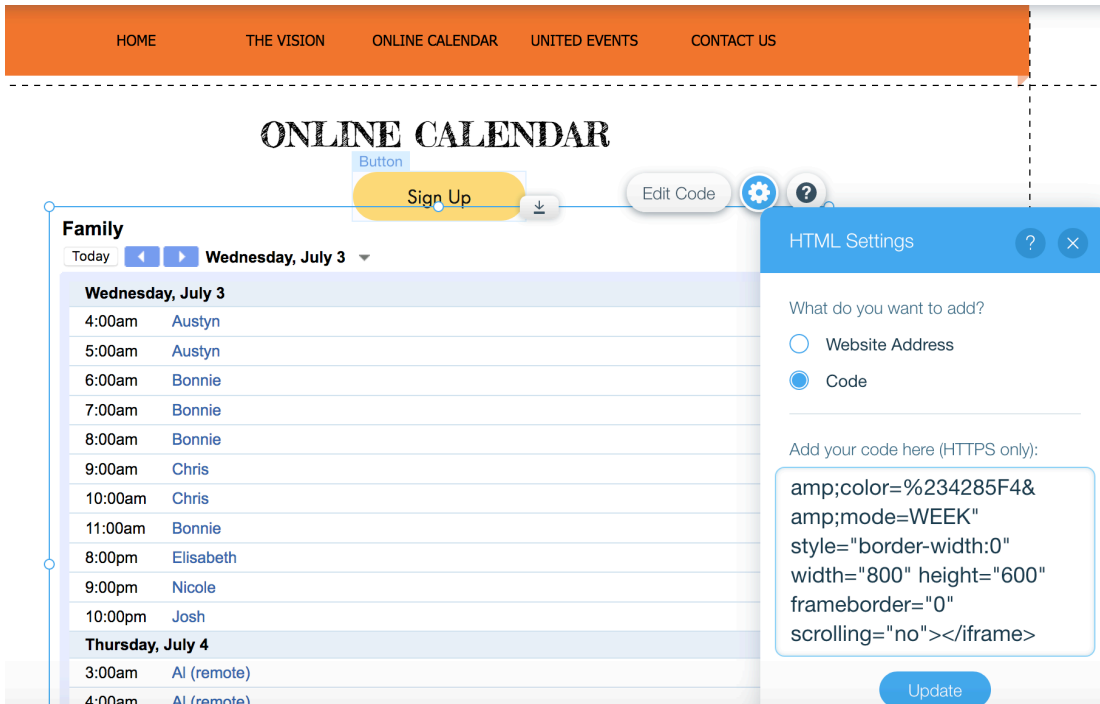 HOME THE VISION ONLINE CALENDAR UNITED EVENTS CONTACT US
ONLINE CALENDAR
Button
Sign Up
Edit Code
?
Family
Today Wednesday, July 3
Wednesday, July 3
4:00am Austyn
5:00am Austyn
6:00am Bonnie
7:00am Bonnie
8:00am Bonnie
9:00am Chris
10:00am Chris
11:00am Bonnie
8:00pm Elisabeth
9:00pm Nicole
10:00pm Josh
Thursday, July 4
3:00am Al (remote)
4:00am Al (remote)
HTML Settings ?
What do you want to add?
Website Address
Code
Add your code here (HTTPS only):
amp;color=%234285F4&
amp;mode=WEEK"
style="border-width:0"
width="800" height="600"
frameborder="0"
scrolling="no"></iframe>
Update